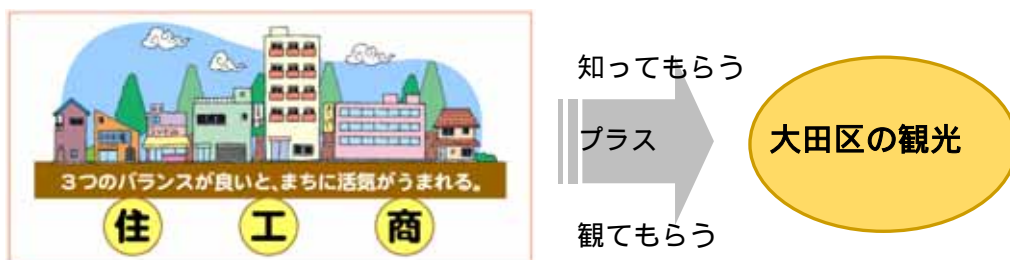 3つのバランスが良いと、まちに活気がうまれる。
住 工 商
知ってもらう
プラス
観てもらう
大田区の観光